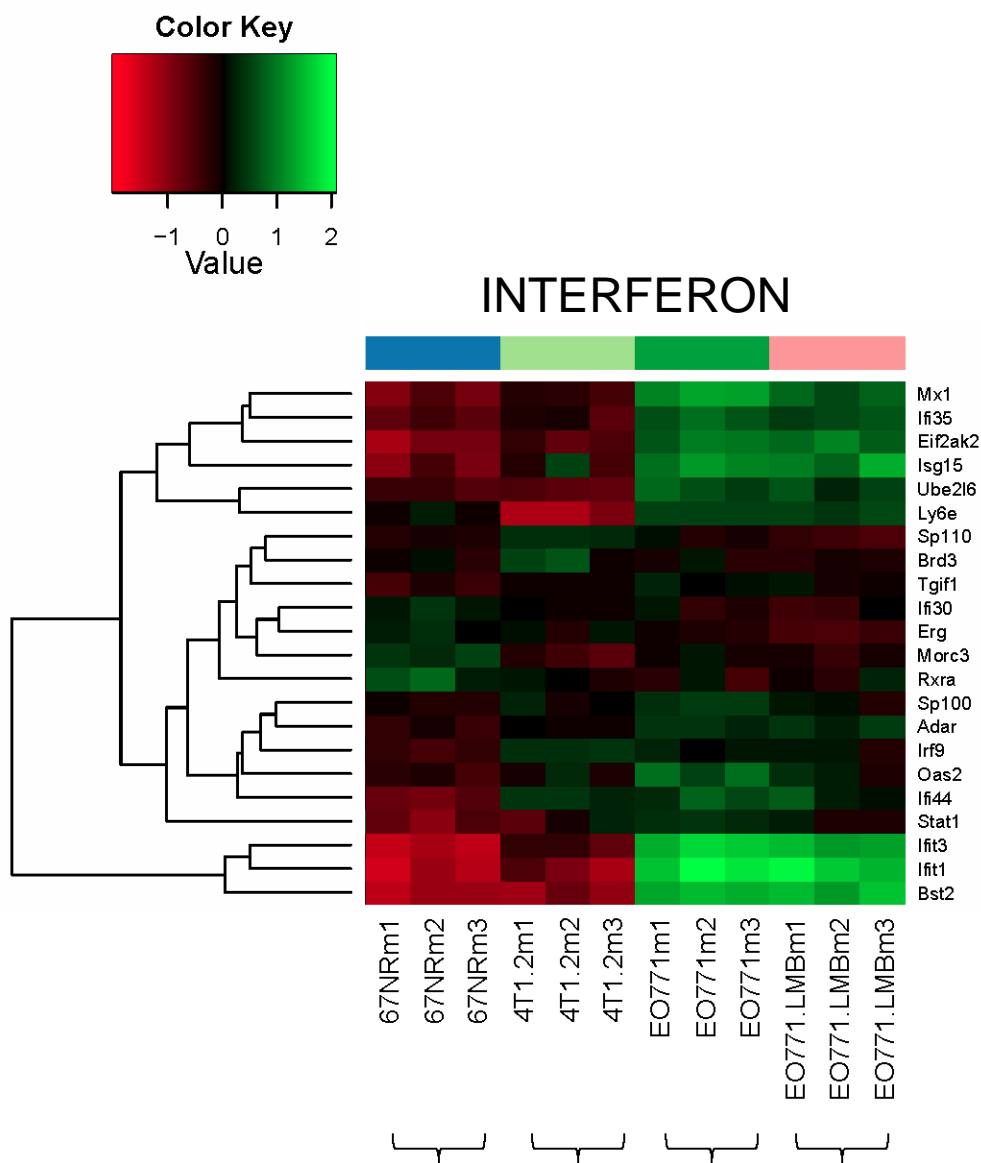 Color Key
−1 0 1 2
Value
INTERFERON
Mx1
Ifi35
Eif2ak2
Isg15
Ube2l6
Ly6e
Sp110
Brd3
Tgif1
Ifi30
Erg
Morc3
Rxra
Sp100
Adar
Irf9
Oas2
Ifi44
Stat1
Ifit3
Ifit1
Bst2
67NRm1
67NRm2
67NRm3
4T1.2m1
4T1.2m2
4T1.2m3
EO771m1
EO771m2
EO771m3
EO771.LMBm1
EO771.LMBm2
EO771.LMBm3